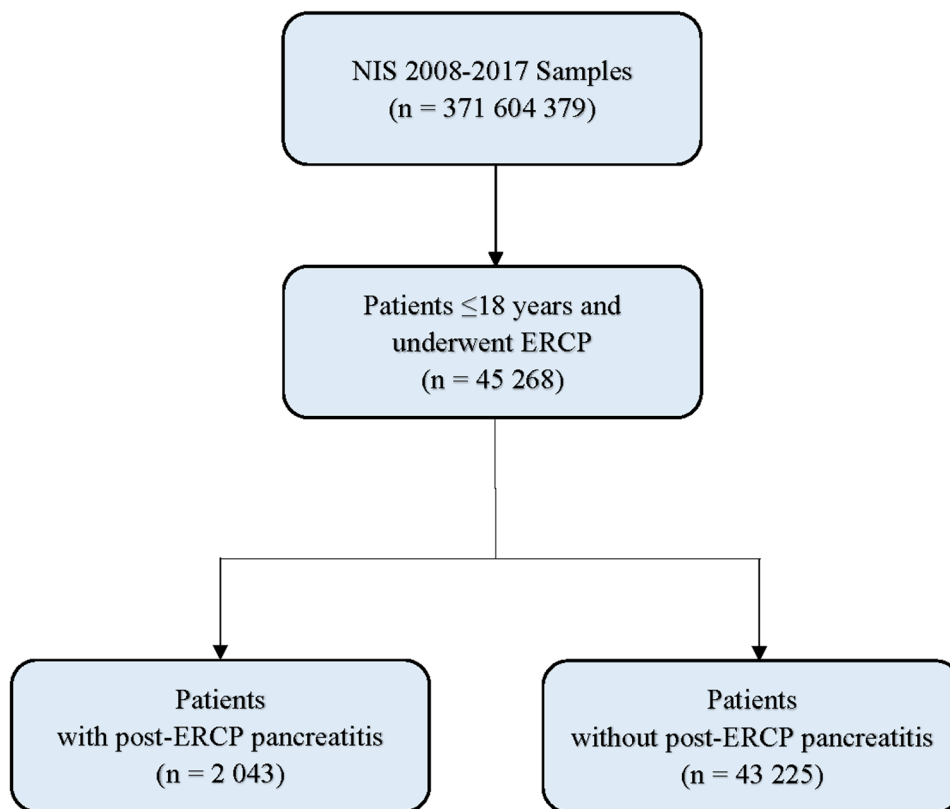 NIS 2008-2017 Samples
(n = 371 604 379)
Patients ≤18 years and
underwent ERCP
(n = 45 268)
Patients
with post-ERCP pancreatitis
(n = 2 043)
Patients
without post-ERCP pancreatitis
(n = 43 225)